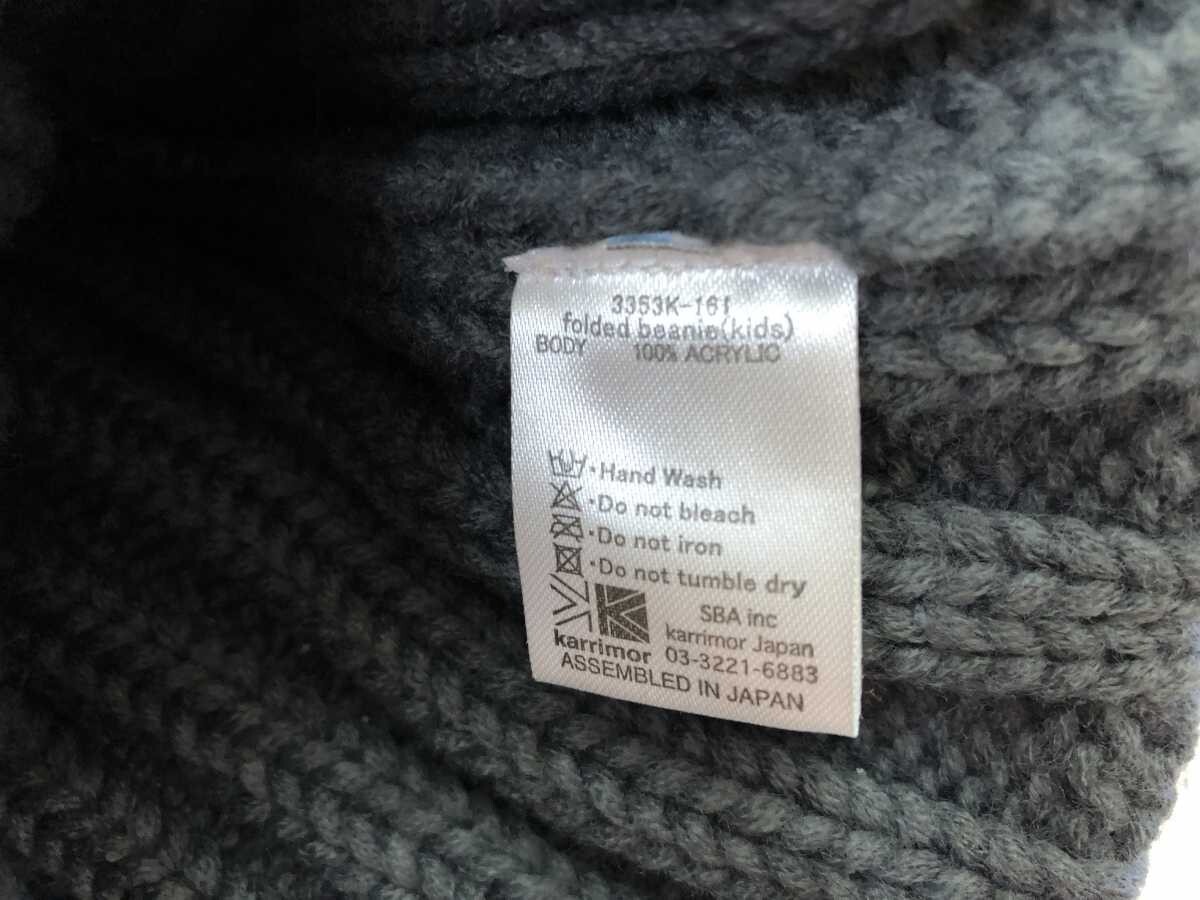 3353K-161
folded beanie(kids)
BODY 100% ACRYLIC
・Hand Wash
・Do not bleach
・Do not iron
・Do not tumble dry
SBA inc
karrimor Japan
karrimor 03-3221-6883
ASSEMBLED IN JAPAN